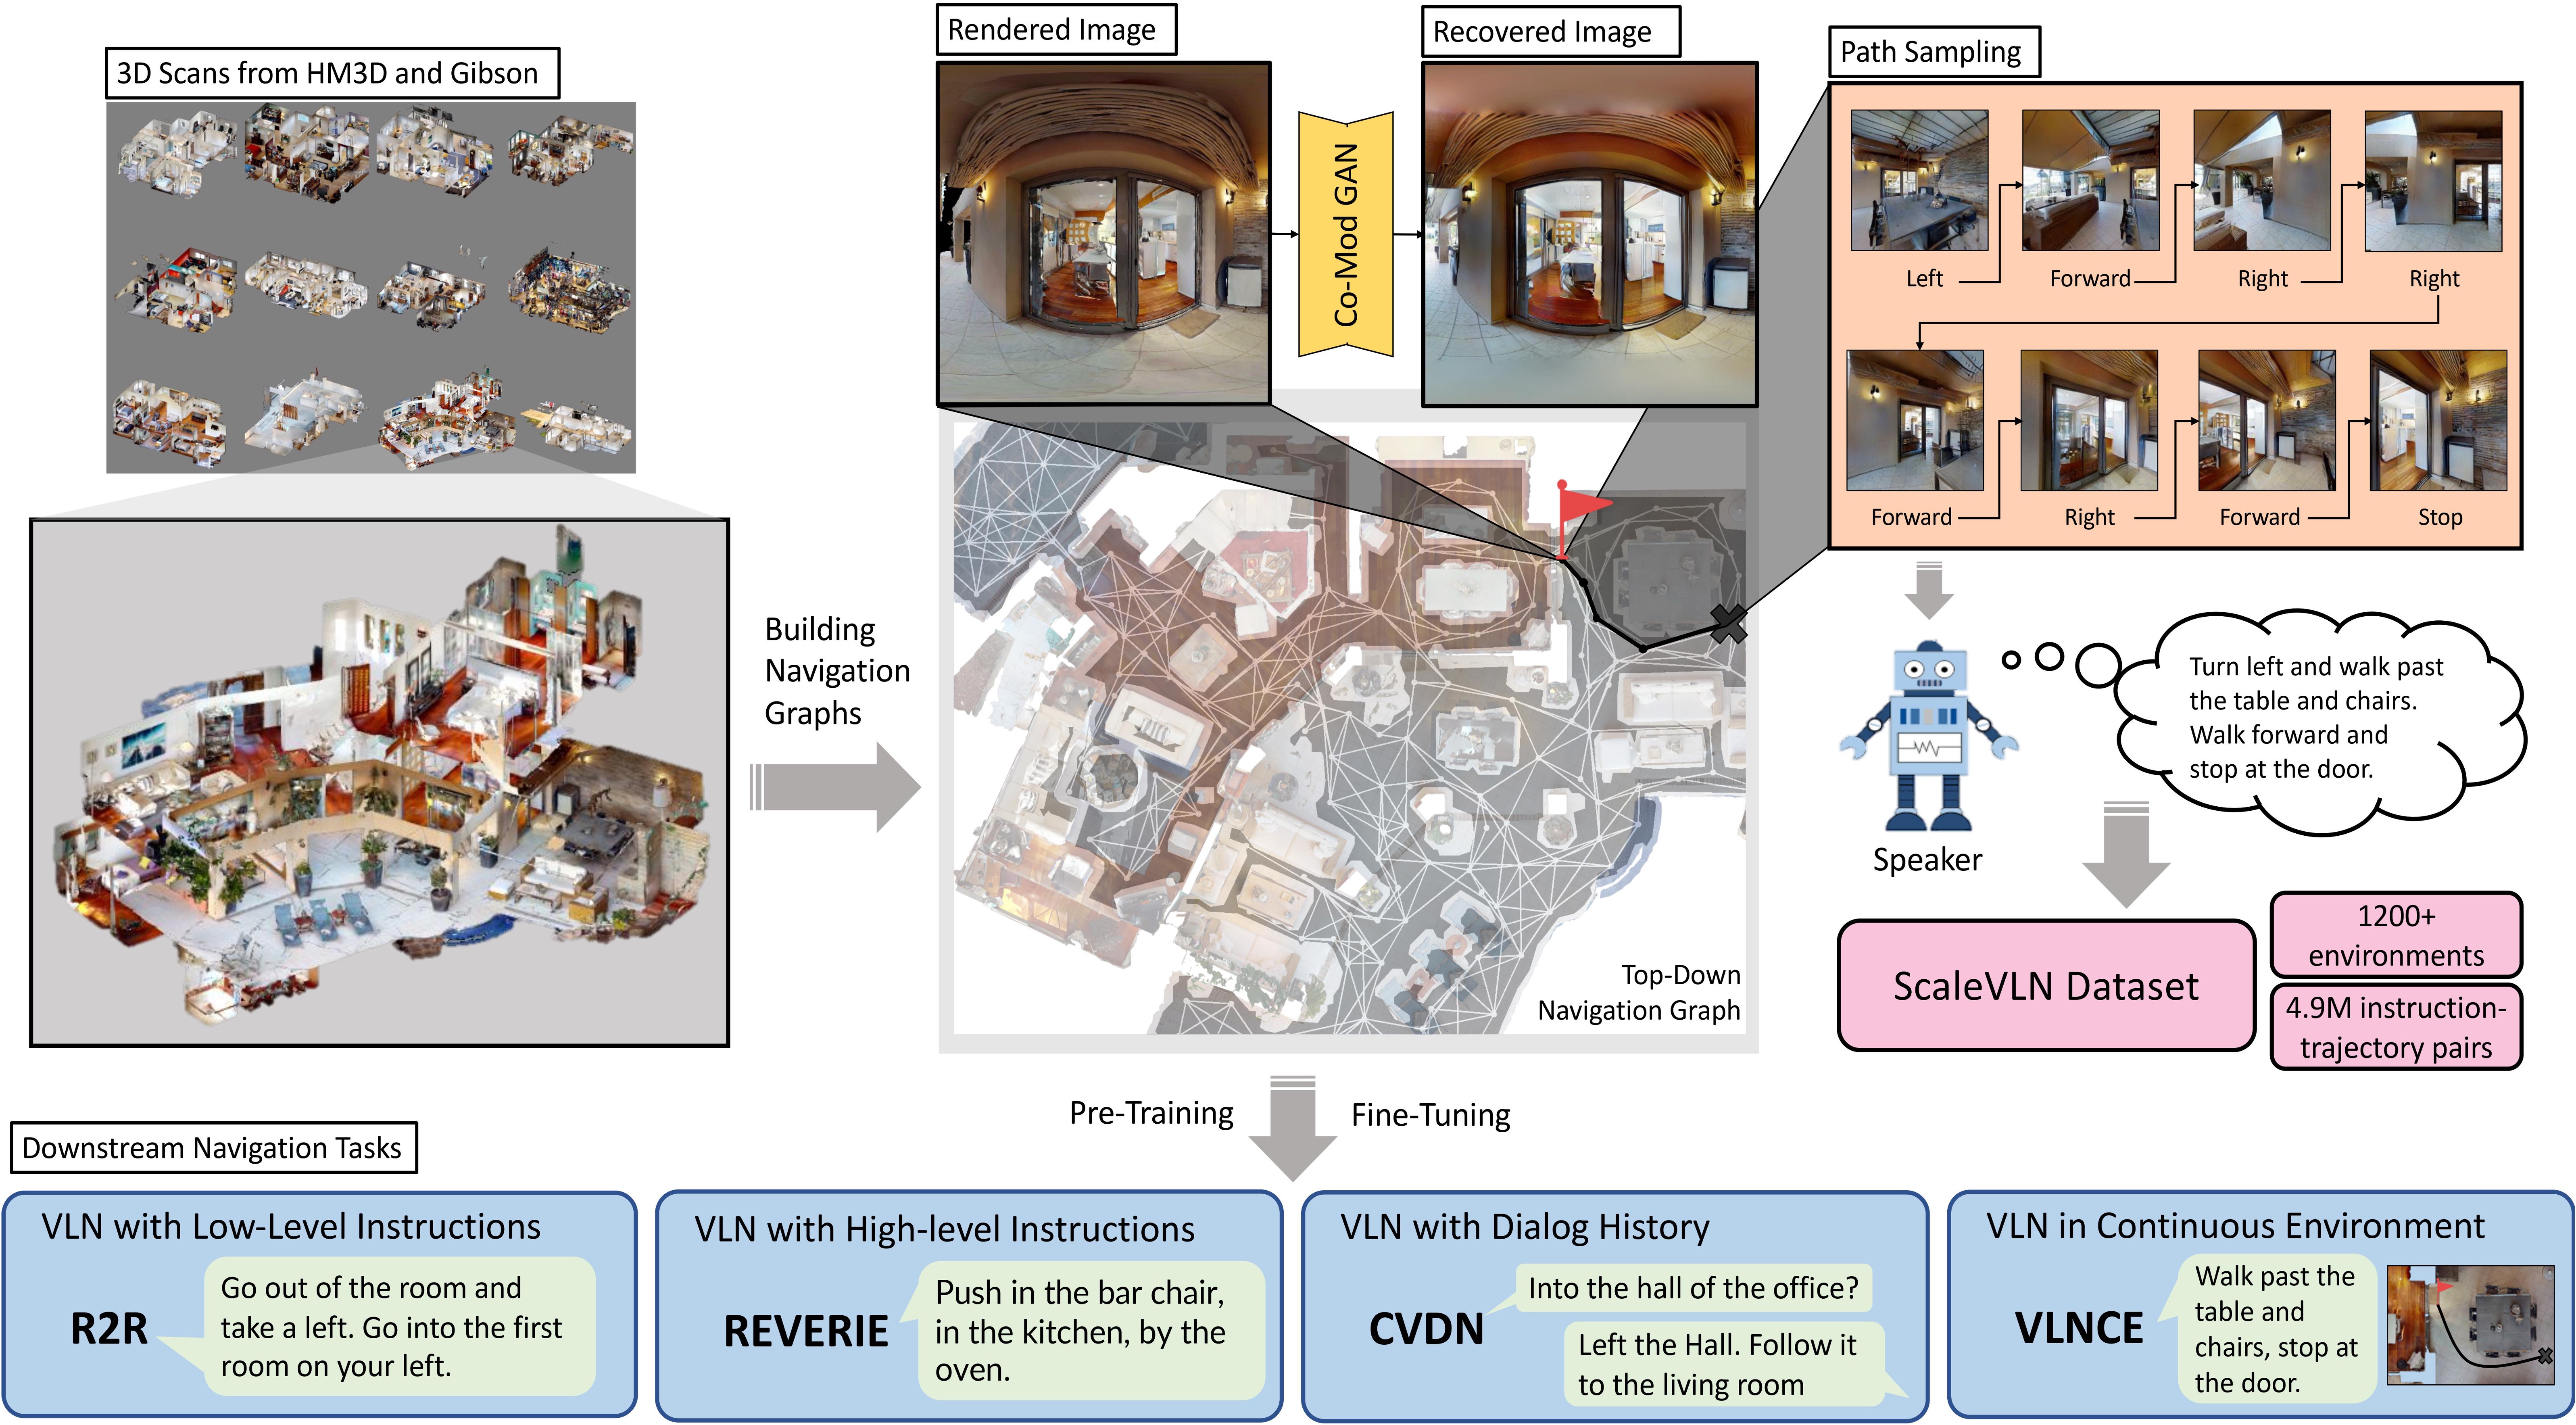 3D Scans from HM3D and Gibson
Rendered Image
Recovered Image
Co-Mod GAN
Path Sampling
Left
Forward
Right
Right
Forward
Right
Forward
Stop
Building
Navigation
Graphs
Top-Down
Navigation Graph
Speaker
Turn left and walk past
the table and chairs.
Walk forward and
stop at the door.
ScaleVLN Dataset
1200+
environments
4.9M instruction-
trajectory pairs
Pre-Training
Fine-Tuning
Downstream Navigation Tasks
VLN with Low-Level Instructions
R2R
Go out of the room and
take a left. Go into the first
room on your left.
VLN with High-level Instructions
REVERIE
Push in the bar chair,
in the kitchen, by the
oven.
VLN with Dialog History
CVDN
Into the hall of the office?
Left the Hall. Follow it
to the living room
VLN in Continuous Environment
VLNCE
Walk past the
table and
chairs, stop at
the door.